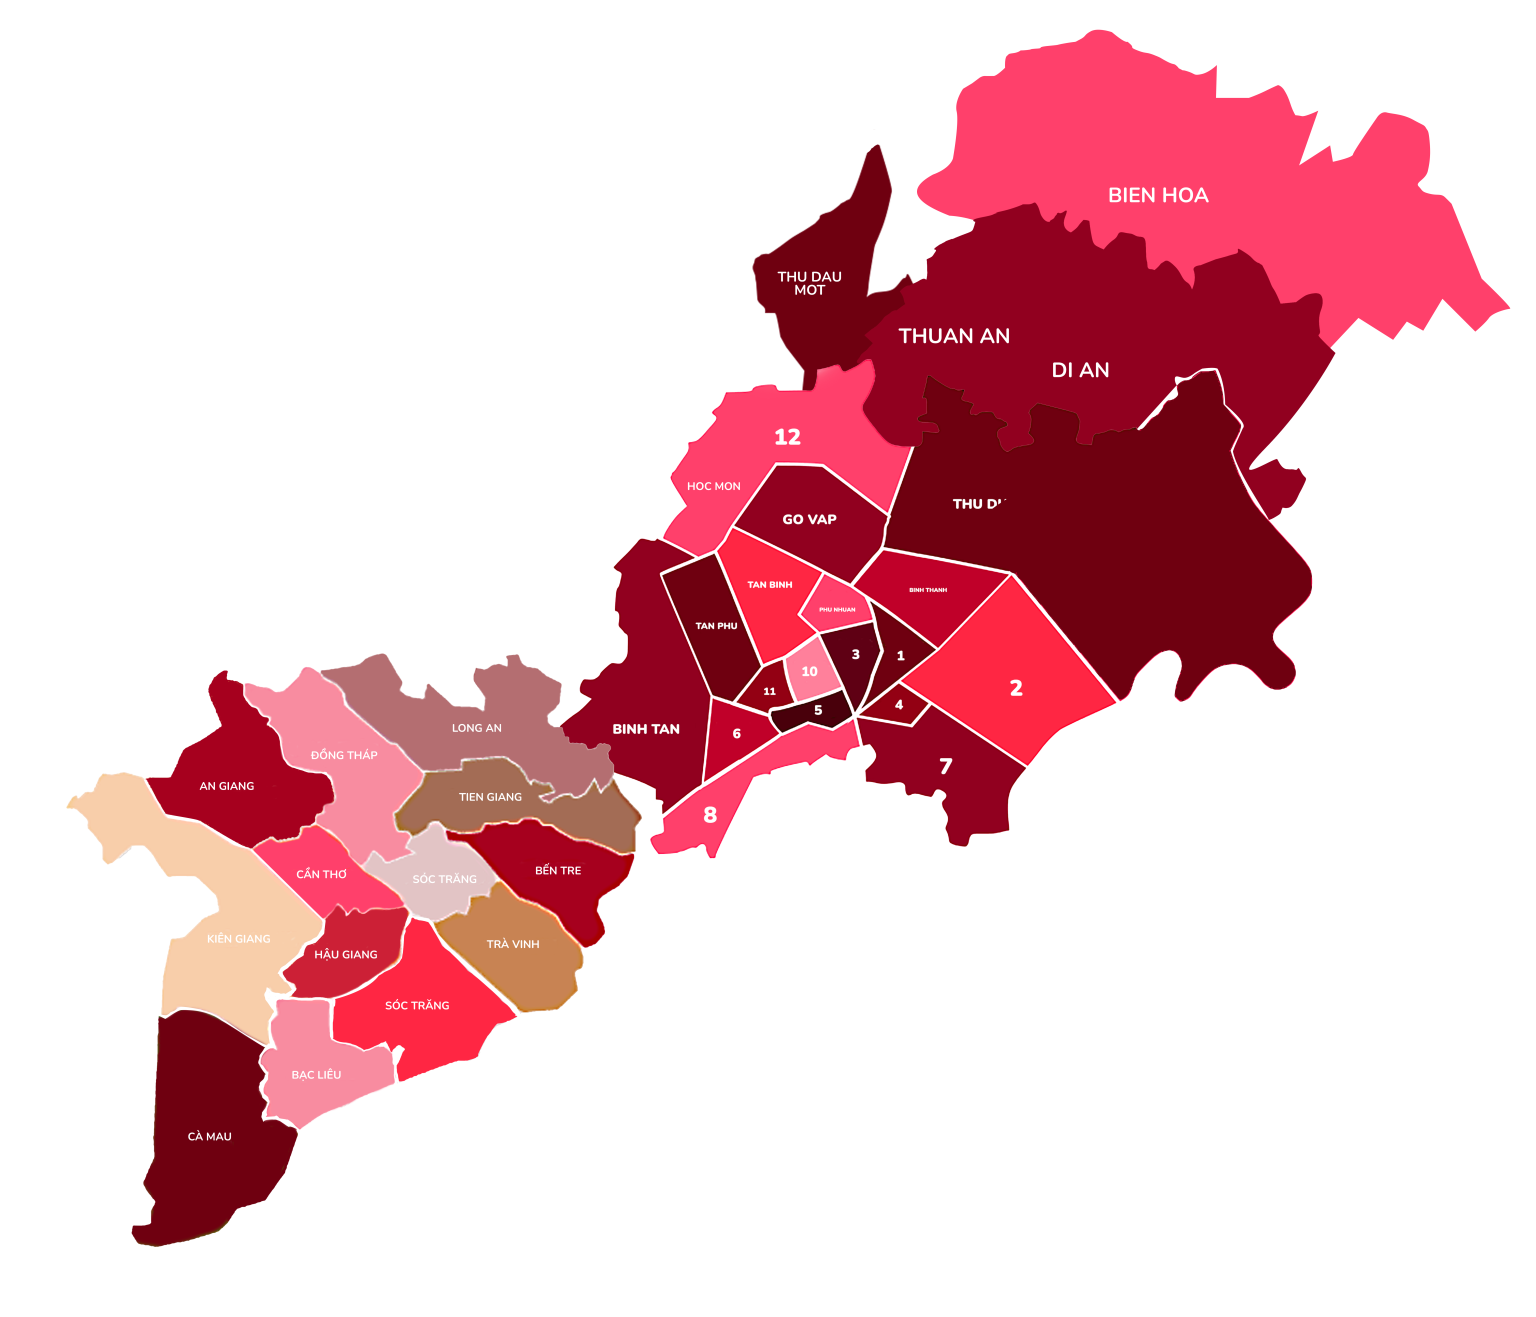 BIEN HOA
THU DAU
MOT
THUAN AN
DI AN
12
HOC MON
GO VAP
THU
TAN BINH
BINH THANH
PHU NHUAN
TAN PHU
3
1
10
2
11
4
5
BINH TAN
6
7
8
LONG AN
ĐỒNG THÁP
AN GIANG
TIEN GIANG
BẾN TRE
CẦN THƠ
SÓC TRĂNG
KIÊN GIANG
TRÀ VINH
HẬU GIANG
SÓC TRĂNG
BẠC LIÊU
CÀ MAU